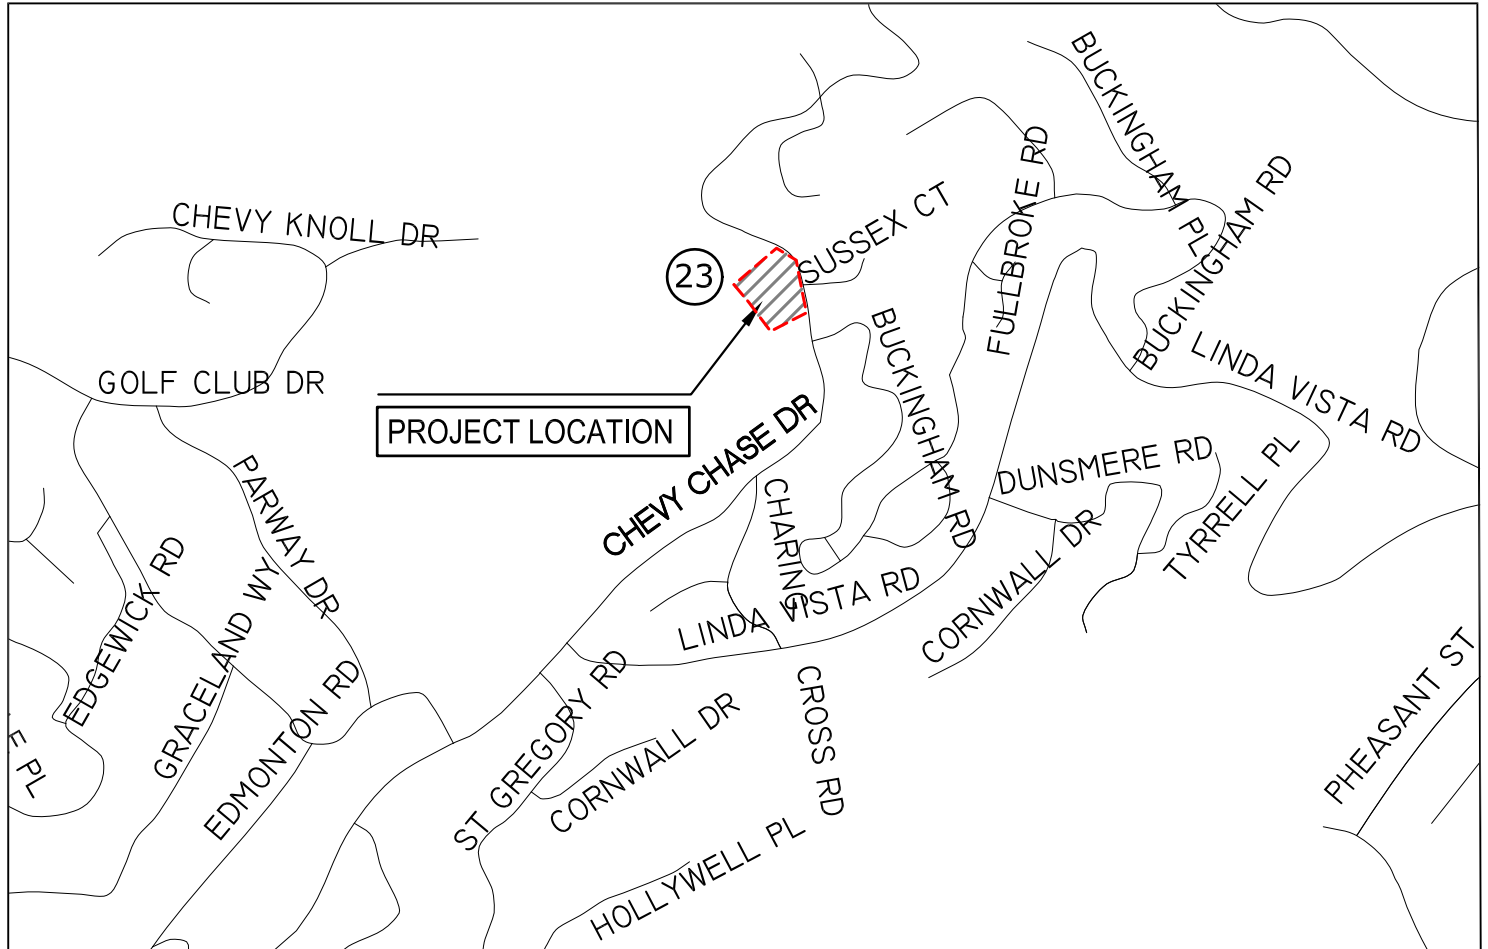 BUCKINGHAM PL
FULLBROKE RD
BUCKINGHAM RD
SUSSEX CT
CHEVY KNOLL DR
23
BUCKINGHAM RD
LINDA VISTA RD
GOLF CLUB DR
PROJECT LOCATION
CHEVY CHASE DR
DUNSMERE RD
TYRRELL PL
PARWAY DR
CHARING
CROSS RD
EDGEWICK RD
GRACELAND WY
LINDA VISTA RD
CORNWALL DR
EDMONTON RD
ST GREGORY RD
CORNWALL DR
PHEASANT ST
PL
HOLLYWELL PL